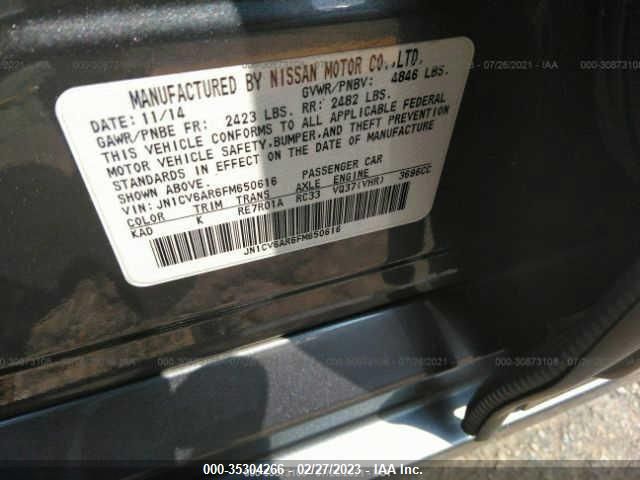 MANUFACTURED BY NISSAN MOTOR CO.,LTD.
DATE: 11/14 GVWR/PNBV: 4846 LBS.
GAWR/PNBE FR: 2423 LBS. RR: 2482 LBS.
THIS VEHICLE CONFORMS TO ALL APPLICABLE FEDERAL
MOTOR VEHICLE SAFETY,BUMPER,AND THEFT PREVENTION
STANDARDS IN EFFECT ON THE DATE OF MANUFACTURE
SHOWN ABOVE.
VIN: JN1CV6AR6FM650616 PASSENGER CAR
COLOR TRIM TRANS AXLE ENGINE
KAD K RE7R01A RC33 VQ37(VHR) 3696CC
JN1CV6AR6FM650616
000-35304266 - 02/27/2023 - IAA Inc.